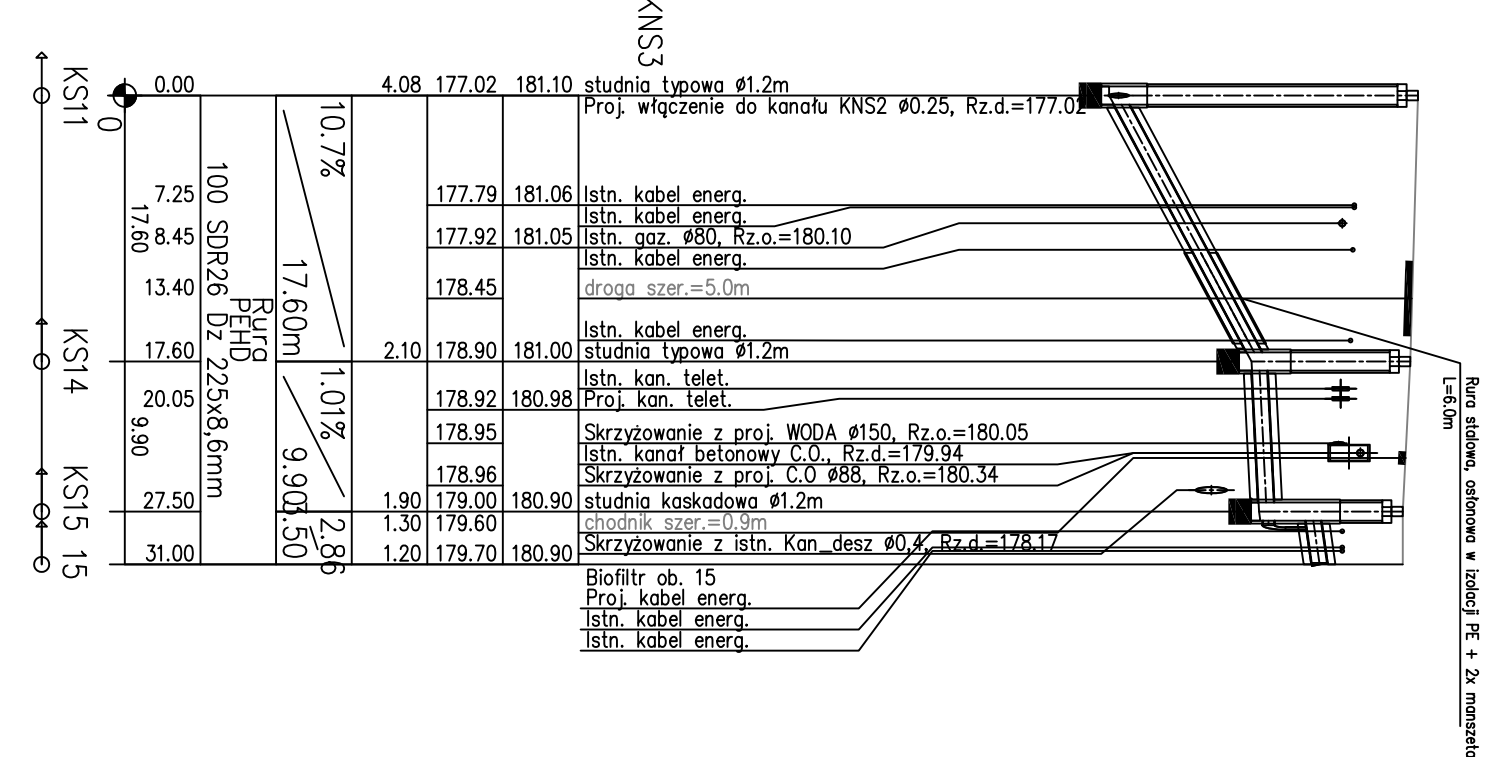 KNS3
KS11
0
0.00
4.08 177.02 181.10 studnia typowa ø1.2m
Proj. włączenie do kanału KNS2 ø0.25, Rz.d.=177.02
10.7%
17.60m
7.25 177.79 181.06 Istn. kabel energ.
Istn. kabel energ.
17.60
8.45 177.92 181.05 Istn. gaz. ø80, Rz.o.=180.10
Istn. kabel energ.
13.40 178.45 droga szer.=5.0m
100 SDR26 Dz 225x8,6mm
Rura
PEHD
Istn. kabel energ.
KS14
17.60 2.10 178.90 181.00 studnia typowa ø1.2m
1.01%
9.90
Istn. kan. telet.
20.05 178.92 180.98 Proj. kan. telet.
9.90
178.95 Skrzyżowanie z proj. WODA ø150, Rz.o.=180.05
Istn. kanał betonowy C.O., Rz.d.=179.94
178.96 Skrzyżowanie z proj. C.O ø88, Rz.o.=180.34
KS15
27.50 1.90 179.00 180.90 studnia kaskadowa ø1.2m
2.86
3.50
1.30 179.60 chodnik szer.=0.9m
Skrzyżowanie z istn. Kan_desz ø0,4, Rz.d.=178.17
15
31.00 1.20 179.70 180.90
Biofiltr ob. 15
Proj. kabel energ.
Istn. kabel energ.
Istn. kabel energ.
Rura stalowa, osłonowa w izolacji PE + 2x manszeta
L=6.0m